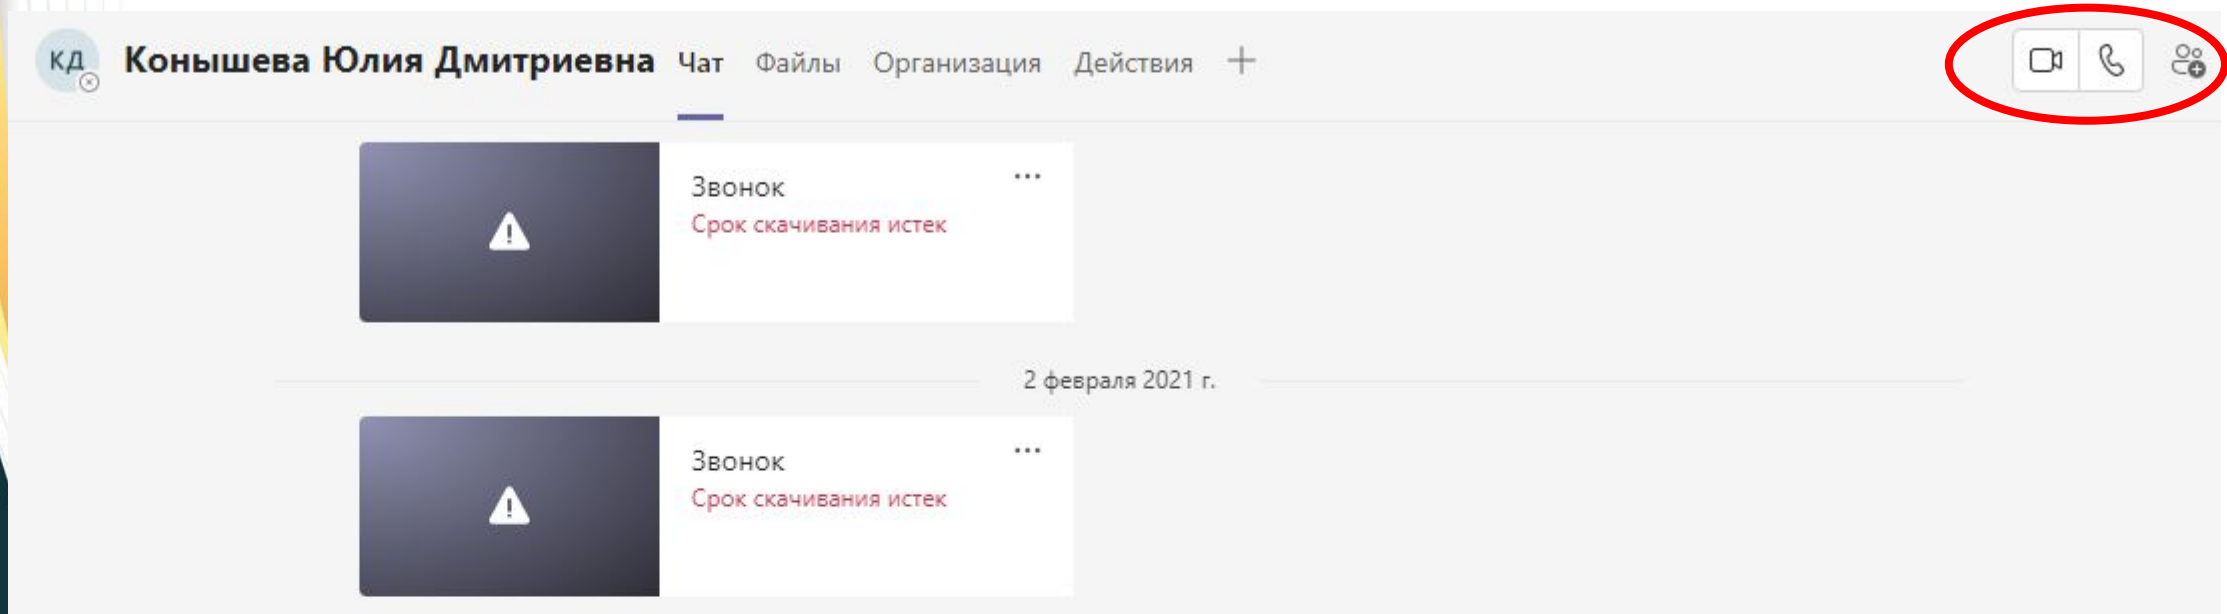 КД Конышева Юлия Дмитриевна Чат Файлы Организация Действия
Звонок
Срок скачивания истек
2 февраля 2021 г.
Звонок
Срок скачивания истек